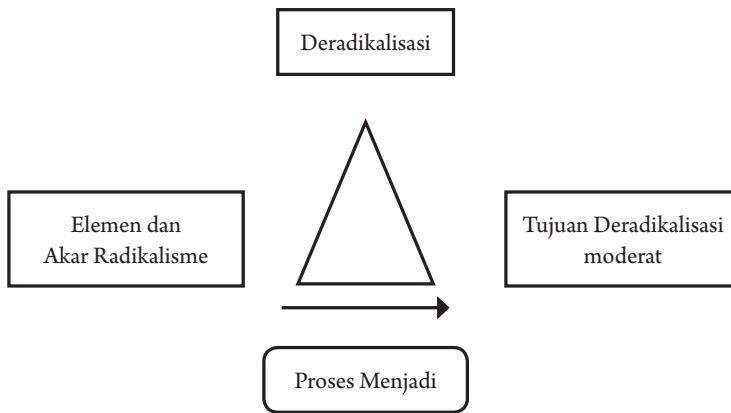 Deradikalisasi
Elemen dan
Akar Radikalisme
Tujuan Deradikalisasi
moderat
Proses Menjadi